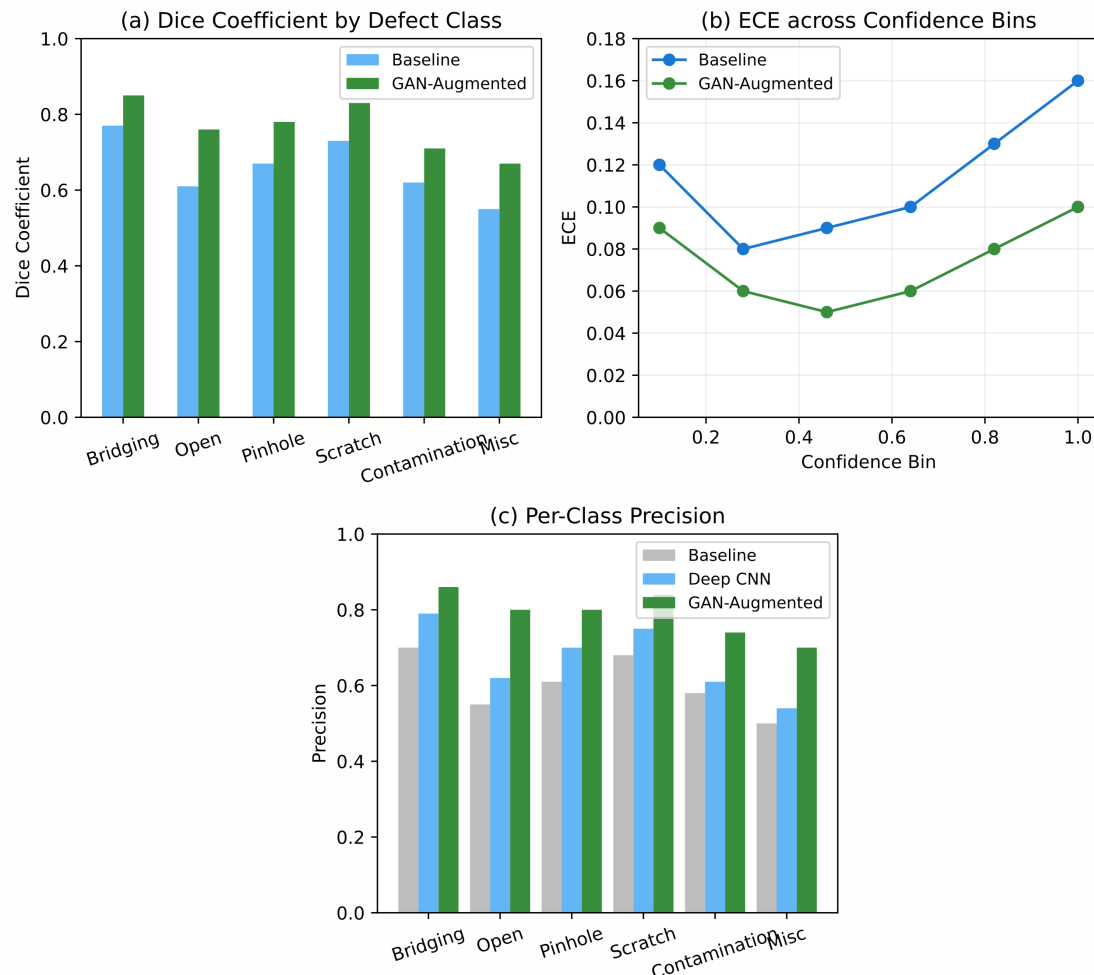 (a) Dice Coefficient by Defect Class
Dice Coefficient
1.0
0.8
0.6
0.4
0.2
0.0
Baseline
GAN-Augmented
Bridging
Open
Pinhole
Scratch
Contamination
Misc
(b) ECE across Confidence Bins
ECE
0.18
0.16
0.14
0.12
0.10
0.08
0.06
0.04
0.02
0.00
Baseline
GAN-Augmented
0.2
0.4
0.6
0.8
1.0
Confidence Bin
(c) Per-Class Precision
Precision
1.0
0.8
0.6
0.4
0.2
0.0
Baseline
Deep CNN
GAN-Augmented
Bridging
Open
Pinhole
Scratch
Contamination
Misc